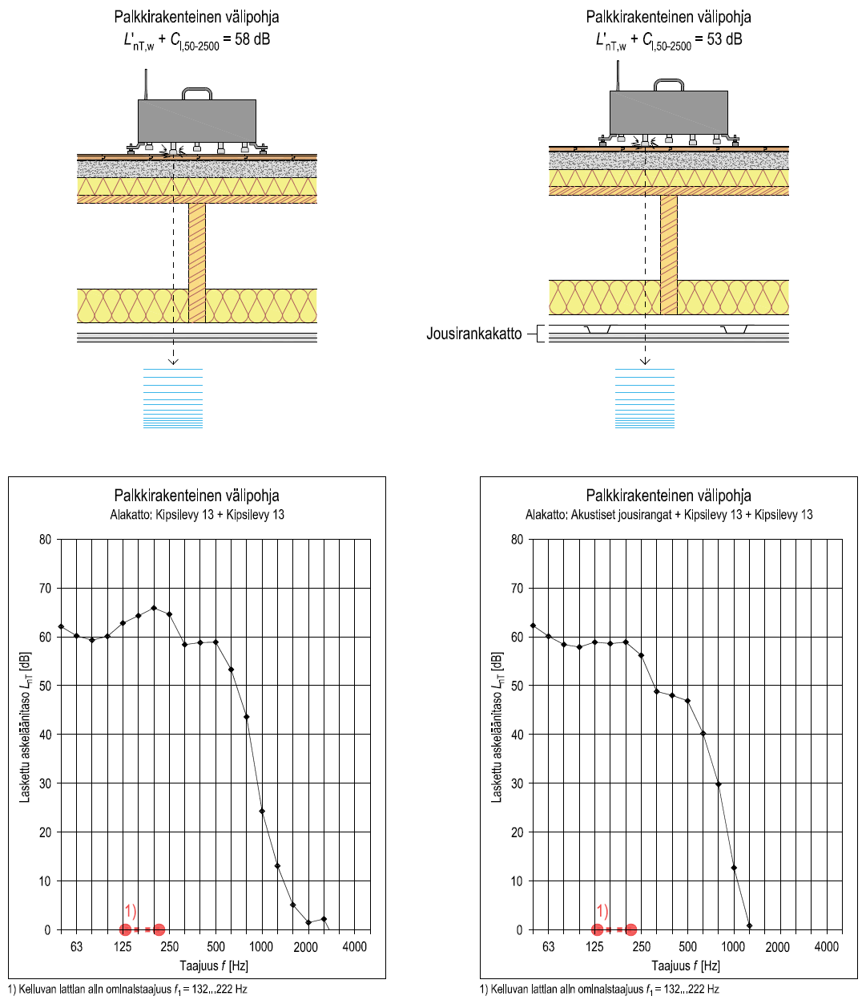 Palkkirakenteinen välipohja
L'nT,w + CI,50-2500 = 58 dB
Palkkirakenteinen välipohja
L'nT,w + CI,50-2500 = 53 dB
Jousirankakatto
Palkkirakenteinen välipohja
Alakatto: Kipsilevy 13 + Kipsilevy 13
Laskettu askeläänitaso LnT [dB]
80
70
60
50
40
30
20
10
0
1)
63 125 250 500 1000 2000 4000
Taajuus f [Hz]
1) Kelluvan lattian alin ominaistaajuus f1 = 132...222 Hz
Palkkirakenteinen välipohja
Alakatto: Akustiset jousirangat + Kipsilevy 13 + Kipsilevy 13
Laskettu askeläänitaso LnT [dB]
80
70
60
50
40
30
20
10
0
1)
63 125 250 500 1000 2000 4000
Taajuus f [Hz]
1) Kelluvan lattian alin ominaistaajuus f1 = 132...222 Hz